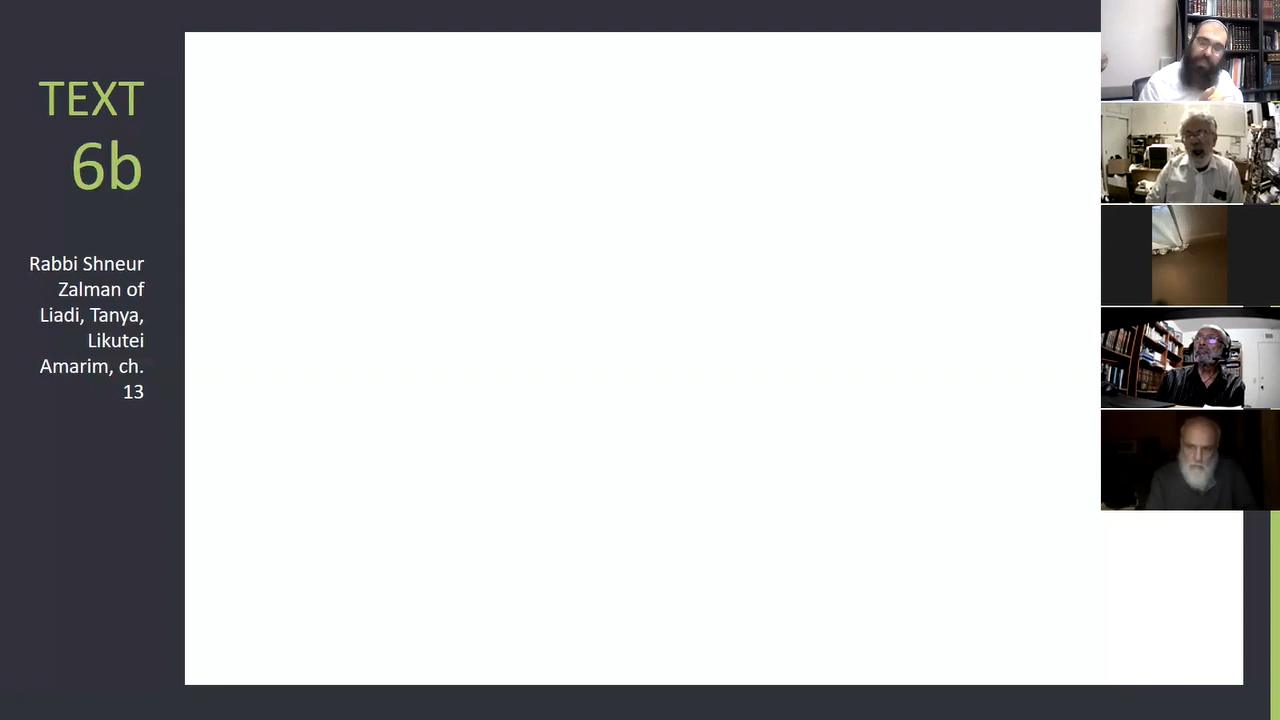 TEXT
6b
Rabbi Shneur
Zalman of
Liadi, Tanya,
Likutei
Amarim, ch.
13